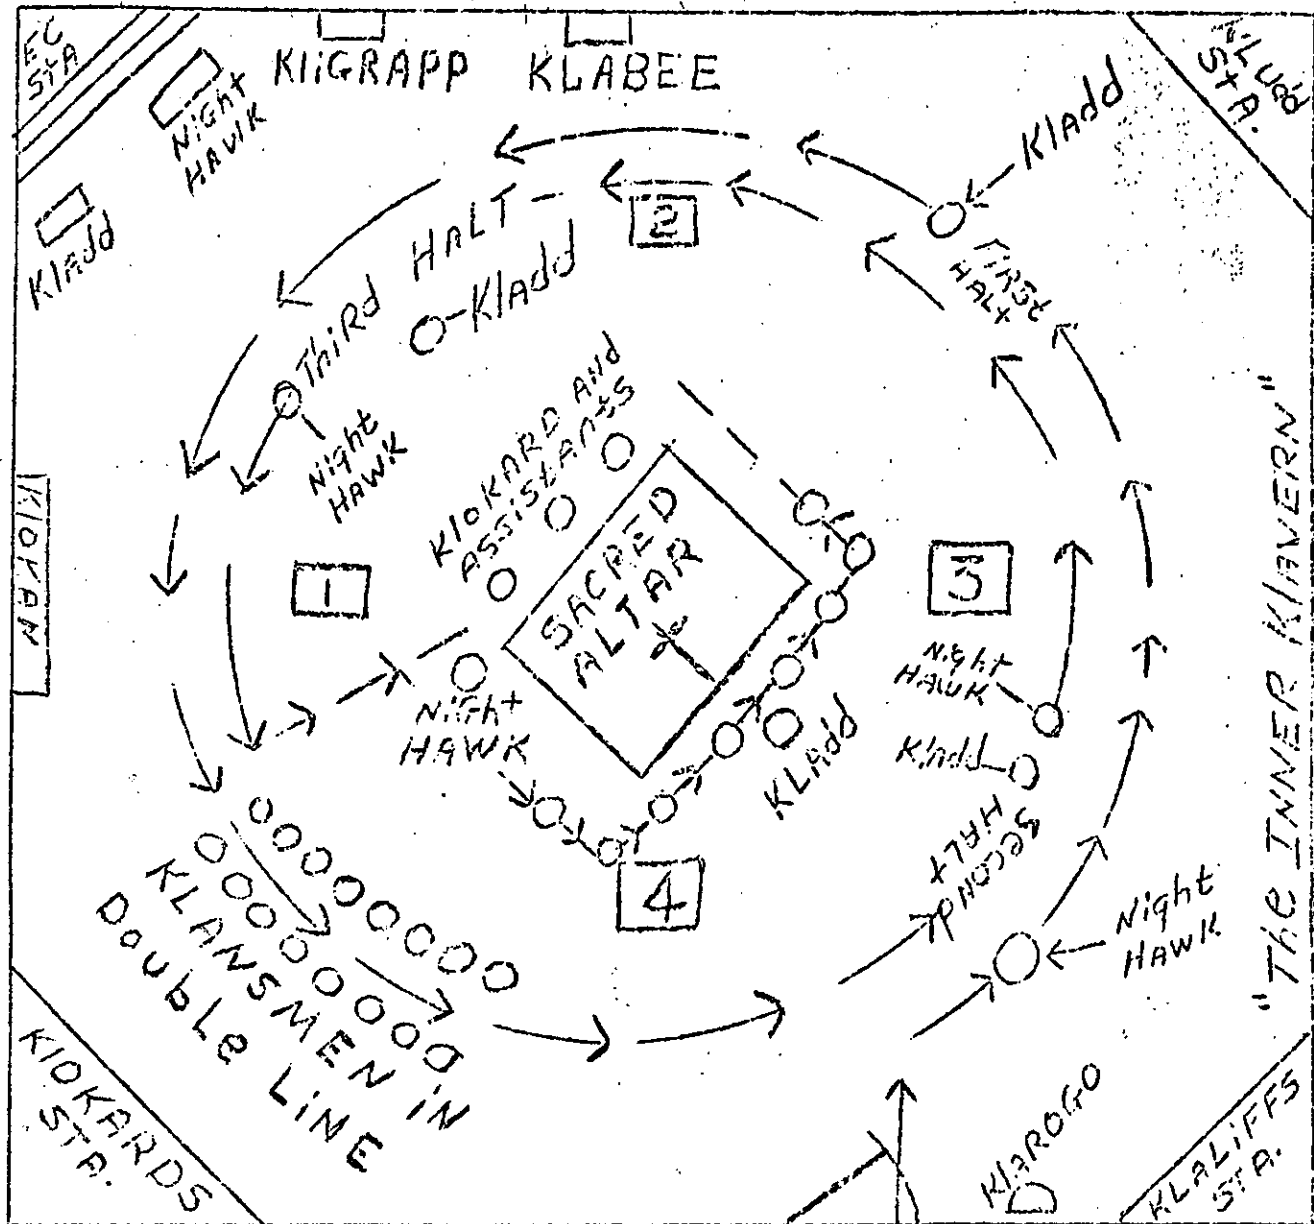 EC
STA
Night
HAWK
KliGRAPP
KLABEE
STA.
Kladd
Kladd
2
First
HALt
Third HALT
Kladd
Night
HAWK
KloKARD And
Assistants
SACRED
ALTAR
KlOKAN
1
3
Night
HAWK
Night
HAWK
Kladd
KLAdd
Second
HALT
4
Night
HAWK
"The INNER KLAVERN"
KLANSMEN iN
Double LiNE
KlOKARDS
STA.
KlAROGO
KLALiFFS
STA.